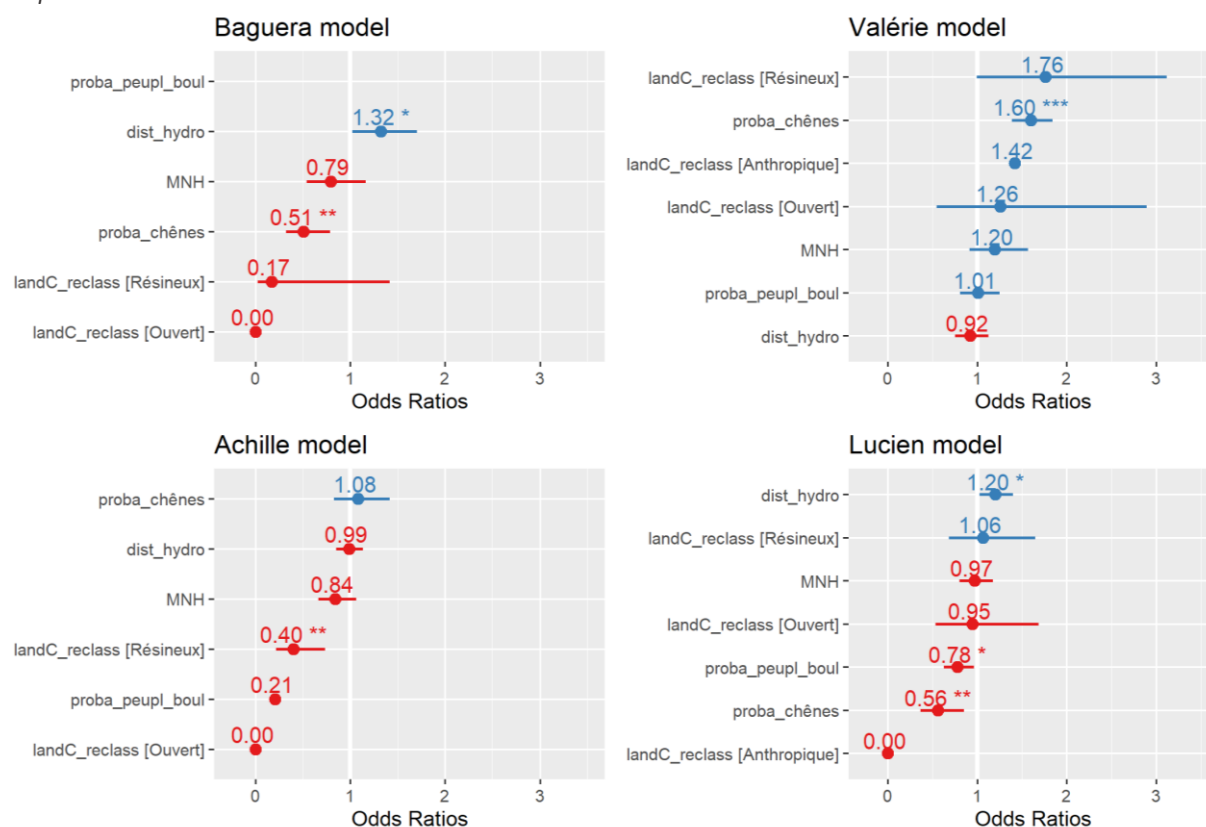 Baguera model
proba_peupl_boul
dist_hydro
1.32 *
MNH
0.79
proba_chênes
0.51 **
landC_reclass [Résineux]
0.17
landC_reclass [Ouvert]
0.00
0 1 2 3
Odds Ratios
Valérie model
landC_reclass [Résineux]
1.76
proba_chênes
1.60 ***
landC_reclass [Anthropique]
1.42
landC_reclass [Ouvert]
1.26
MNH
1.20
proba_peupl_boul
1.01
dist_hydro
0.92
0 1 2 3
Odds Ratios
Achille model
proba_chênes
1.08
dist_hydro
0.99
MNH
0.84
landC_reclass [Résineux]
0.40 **
proba_peupl_boul
0.21
landC_reclass [Ouvert]
0.00
0 1 2 3
Odds Ratios
Lucien model
dist_hydro
1.20 *
landC_reclass [Résineux]
1.06
MNH
0.97
landC_reclass [Ouvert]
0.95
proba_peupl_boul
0.78 *
proba_chênes
0.56 **
landC_reclass [Anthropique]
0.00
0 1 2 3
Odds Ratios